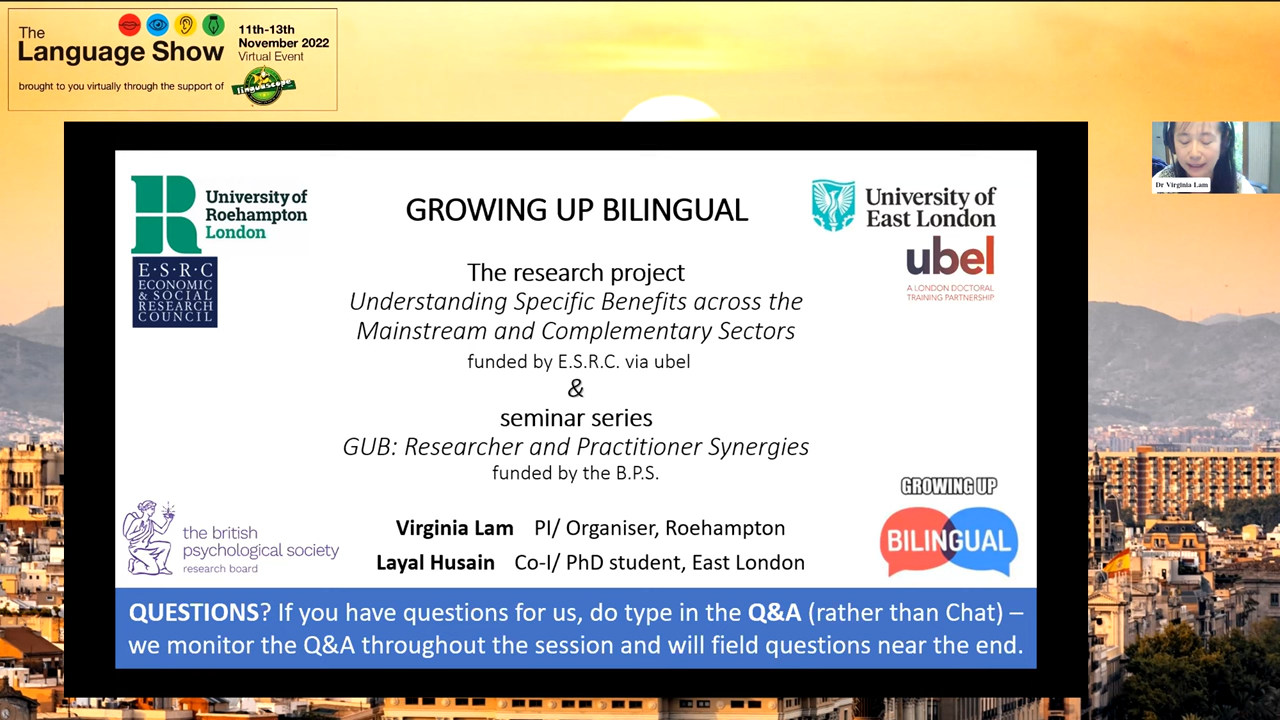 The
Language Show
11th-13th
November 2022
Virtual Event
brought to you virtually through the support of
linguascope
Dr Virginia Lam
University of
Roehampton
London
E·S·R·C
ECONOMIC
& SOCIAL
RESEARCH
COUNCIL
GROWING UP BILINGUAL
University of
East London
ubel
A LONDON DOCTORAL
TRAINING PARTNERSHIP
The research project
Understanding Specific Benefits across the
Mainstream and Complementary Sectors
funded by E.S.R.C. via ubel
&
seminar series
GUB: Researcher and Practitioner Synergies
funded by the B.P.S.
the british
psychological society
research board
Virginia Lam PI/ Organiser, Roehampton
Layal Husain Co-I/ PhD student, East London
GROWING UP
BILINGUAL
QUESTIONS? If you have questions for us, do type in the Q&A (rather than Chat) –
we monitor the Q&A throughout the session and will field questions near the end.